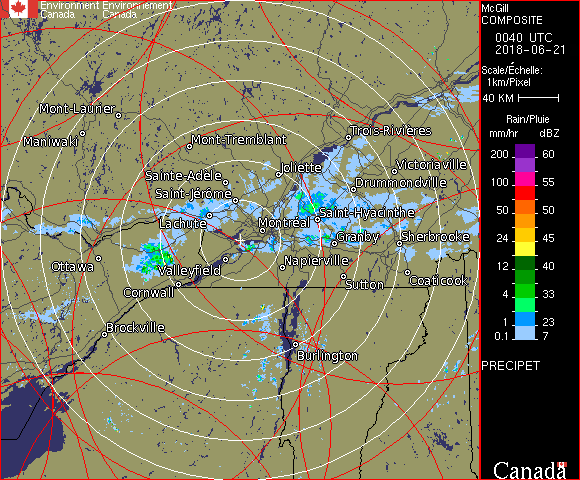 Environment Environnement
Canada Canada
McGill
COMPOSITE
0040 UTC
2018-06-21
Scale/Échelle:
1km/Pixel
40 KM
Rain/Pluie
mm/hr dBZ
200 60
100 55
50 50
24 45
12 40
4 33
1 23
0.1 7
PRECIPET
Canada
Mont-Laurier
Maniwaki
Mont-Tremblant
Trois-Rivières
Joliette
Victoriaville
Sainte-Adèle
Drummondville
Saint-Jérôme
Lachute
Saint-Hyacinthe
Montréal
Granby
Sherbrooke
Ottawa
Valleyfield
Napierville
Cornwall
Sutton
Coaticook
Brockville
Burlington